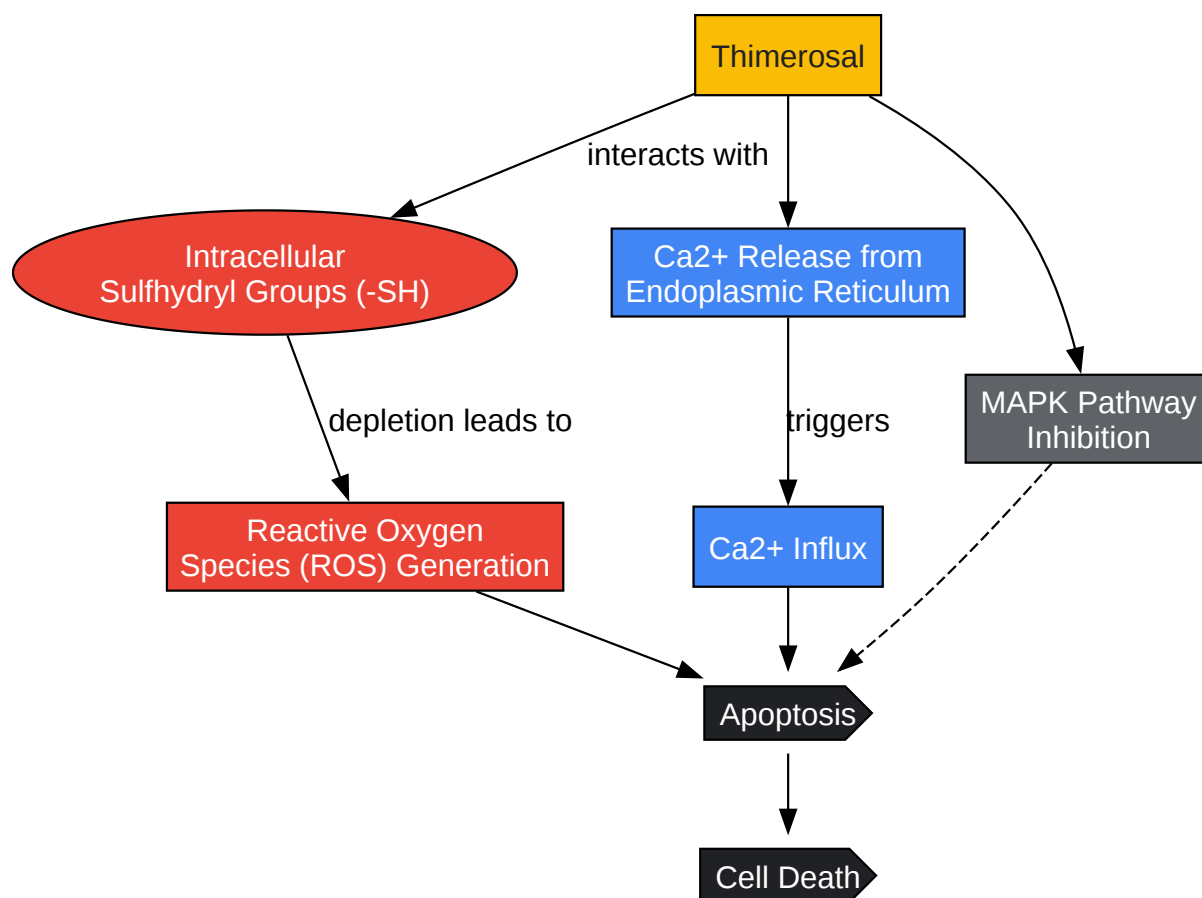 Thimerosal
interacts with
Intracellular
Sulfhydryl Groups (-SH)
Ca2+ Release from
Endoplasmic Reticulum
MAPK Pathway
Inhibition
depletion leads to
triggers
Reactive Oxygen
Species (ROS) Generation
Ca2+ Influx
Apoptosis
Cell Death